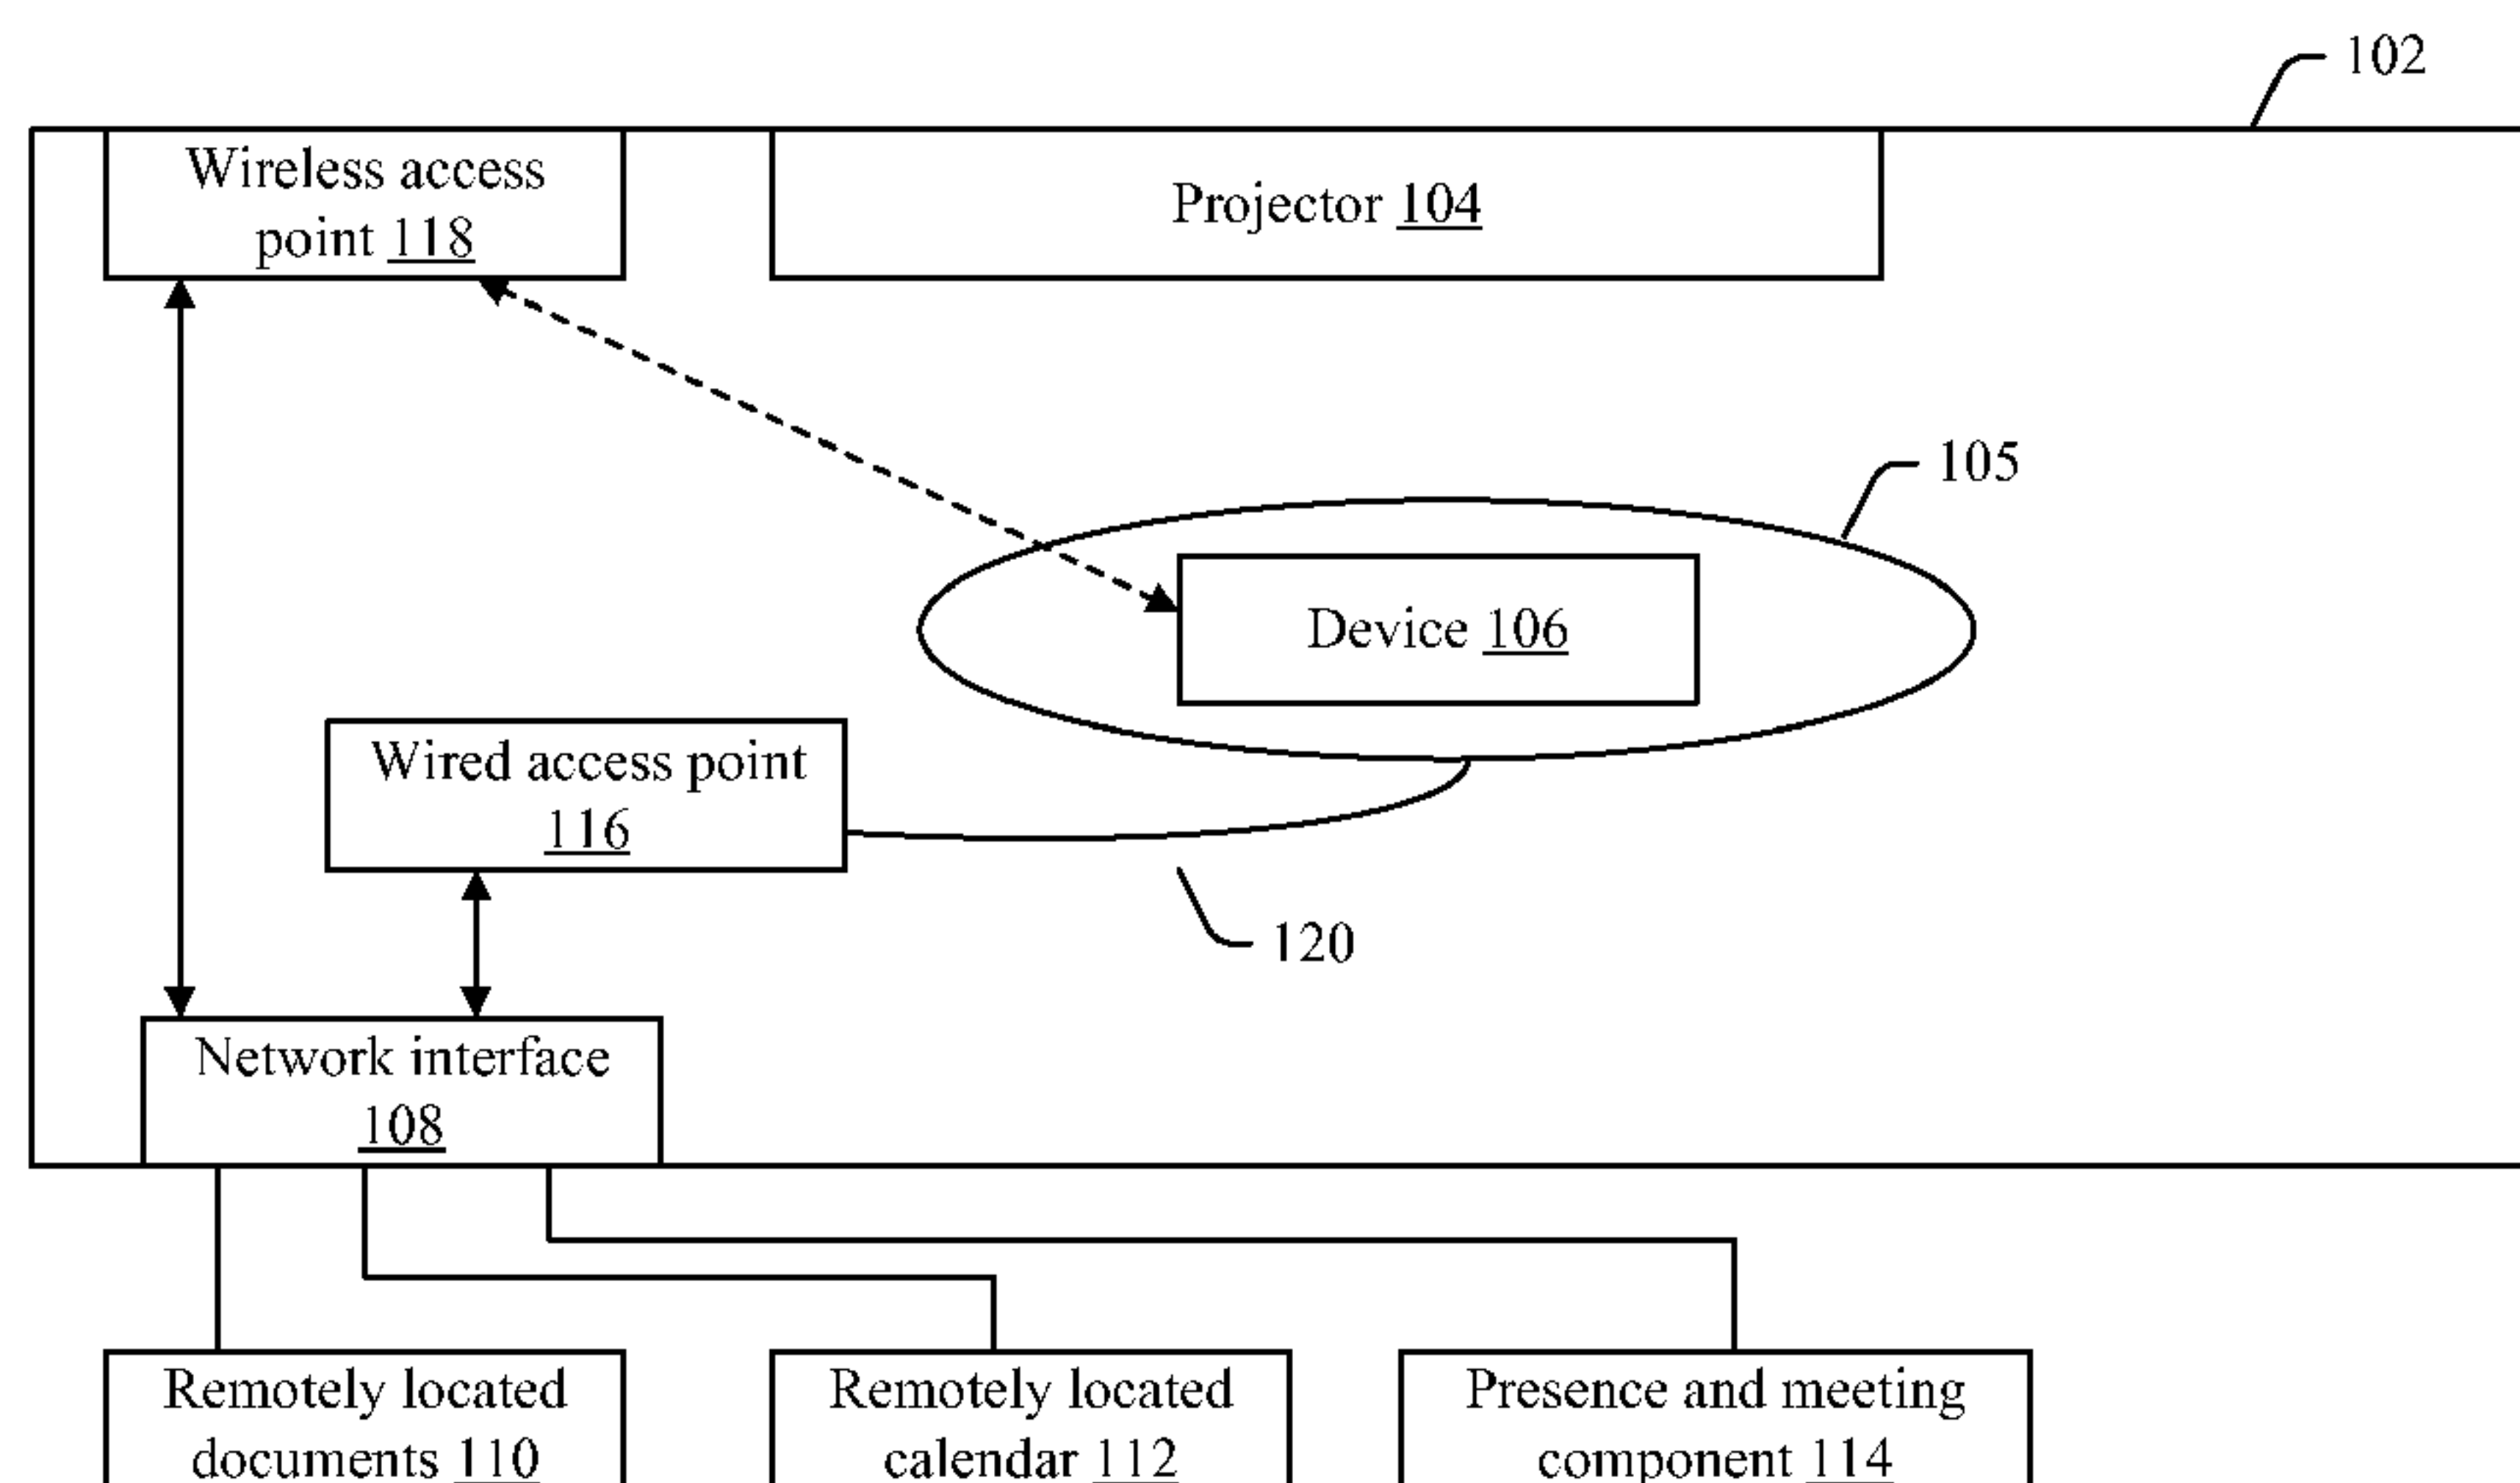 102
Wireless access
point 118
Projector 104
105
Device 106
Wired access point
116
120
Network interface
108
Remotely located
documents 110
Remotely located
calendar 112
Presence and meeting
component 114